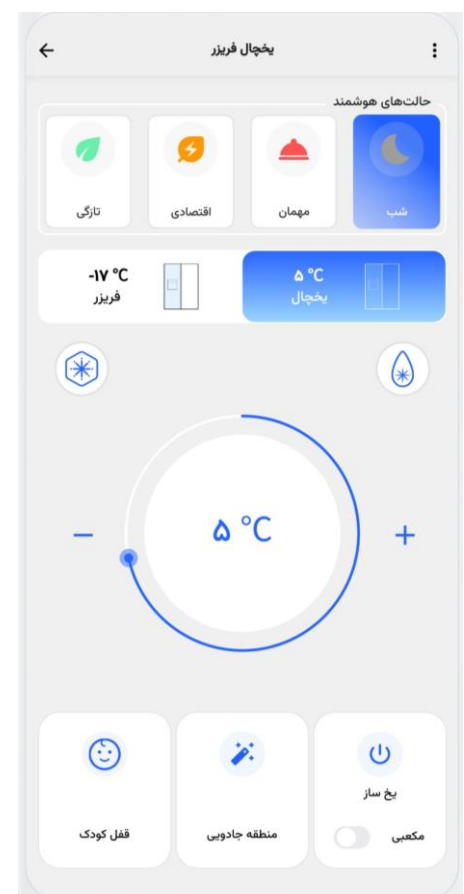 یخچال فریزر
حالت‌های هوشمند
شب
مهمان
اقتصادی
تازگی
۵ °C
یخچال
-۱۷ °C
فریزر
۵ °C
یخ ساز
مکعبی
منطقه جادویی
قفل کودک